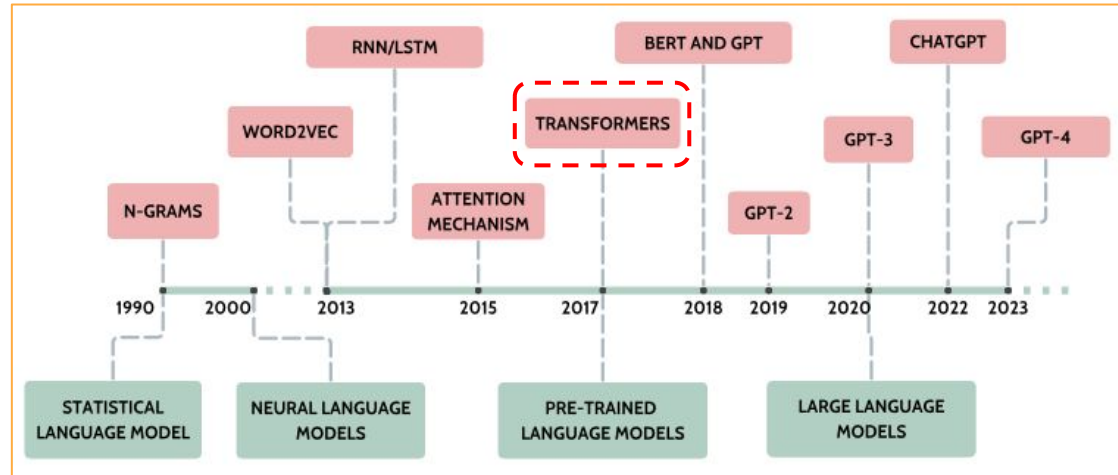 RNN/LSTM
BERT AND GPT
CHATGPT
WORD2VEC
TRANSFORMERS
GPT-3
GPT-4
N-GRAMS
ATTENTION
MECHANISM
GPT-2
1990
2000
2013
2015
2017
2018
2019
2020
2022
2023
STATISTICAL
LANGUAGE MODEL
NEURAL LANGUAGE
MODELS
PRE-TRAINED
LANGUAGE MODELS
LARGE LANGUAGE
MODELS